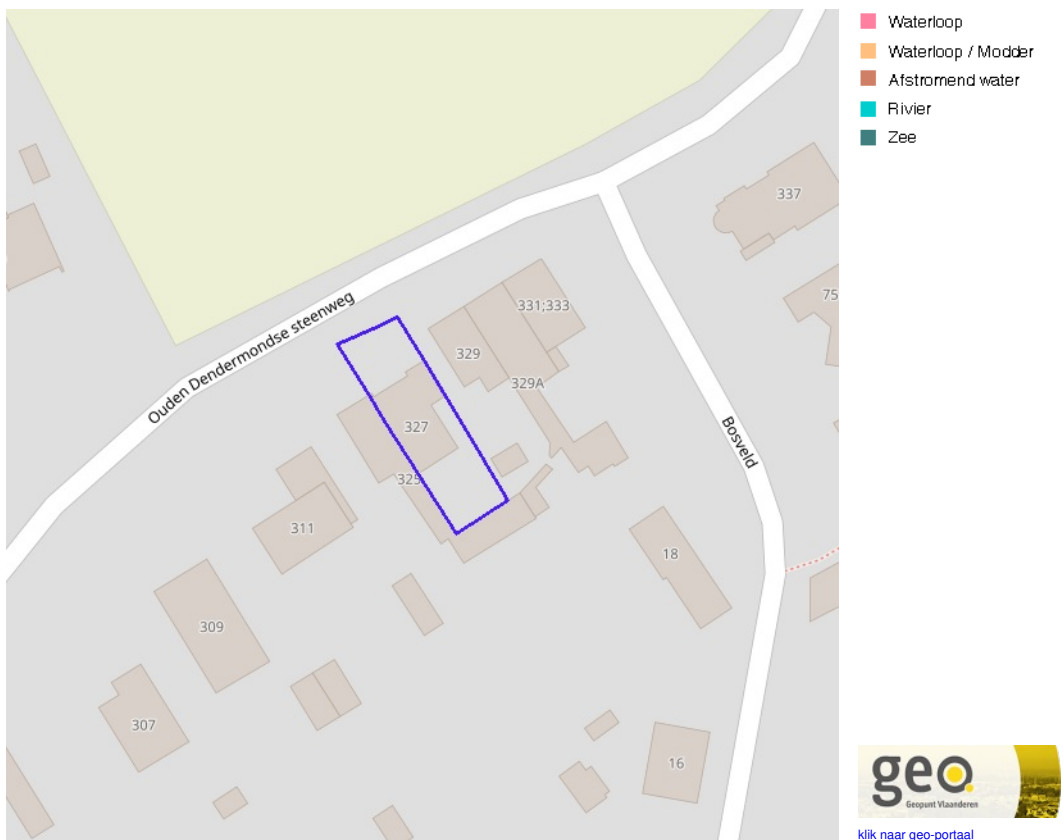 Waterloop
Waterloop / Modder
Afstromend water
Rivier
Zee
337
75
331;333
Ouden Dendermondse steenweg
329
329A
327
Bosveld
325
311
18
309
307
16
geo.
Geopunt Vlaanderen
klik naar geo-portaal